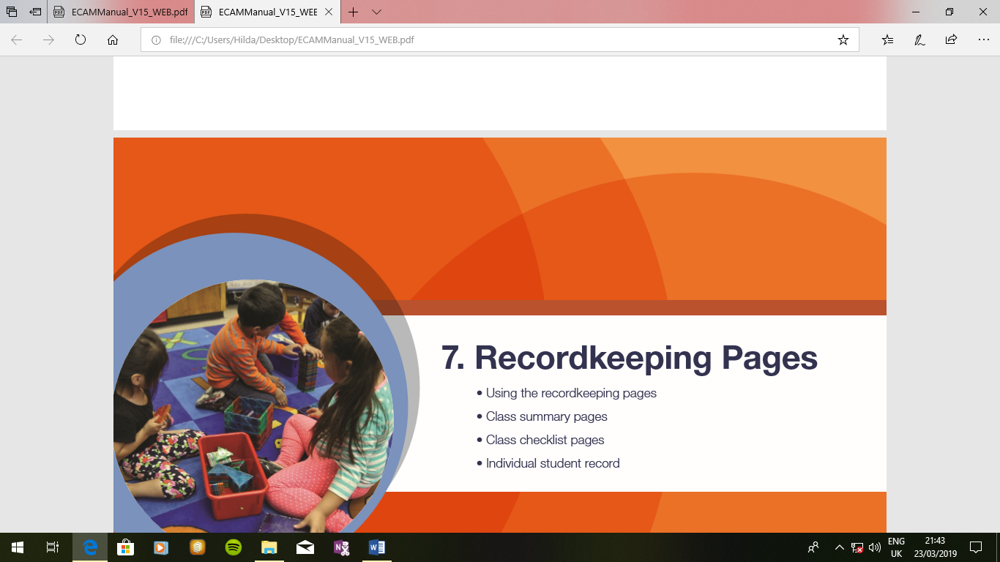 ECAMManual_V15_WEB.pdf
ECAMManual_V15_WEE
file:///C:/Users/Hilda/Desktop/ECAMManual_V15_WEB.pdf
7. Recordkeeping Pages
• Using the recordkeeping pages
• Class summary pages
• Class checklist pages
• Individual student record
ENG
UK
21:43
23/03/2019